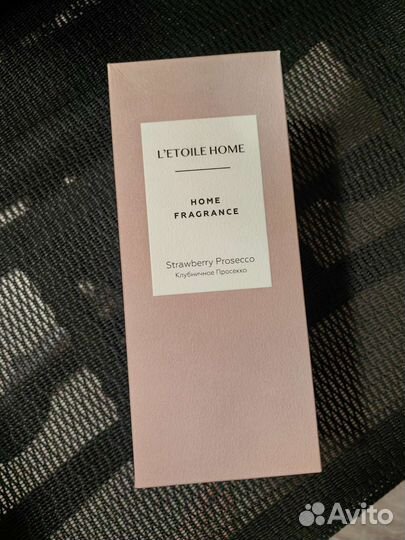 L'ETOILE HOME
HOME
FRAGRANCE
Strawberry Prosecco
Клубничное Просекко
Avito